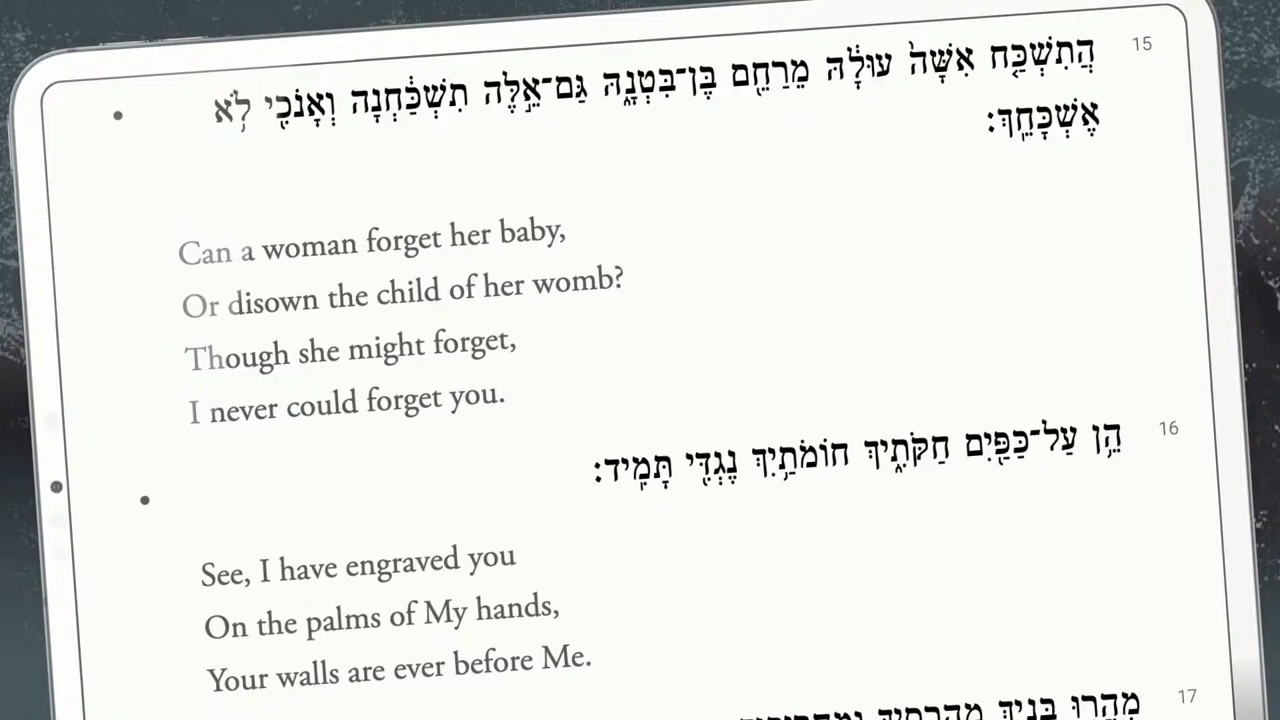 15
הֲתִשְׁכַּ֤ח אִשָּׁה֙ עוּלָ֔הּ מֵרַחֵ֖ם בֶּן־בִּטְנָ֑הּ גַּם־אֵ֣לֶּה תִשְׁכַּ֔חְנָה וְאָנֹכִ֖י לֹ֥א
אֶשְׁכָּחֵֽךְ׃
Can a woman forget her baby,
Or disown the child of her womb?
Though she might forget,
I never could forget you.
16
הֵ֥ן עַל־כַּפַּ֖יִם חַקֹּתִ֑יךְ חוֹמֹתַ֥יִךְ נֶגְדִּ֖י תָּמִֽיד׃
See, I have engraved you
On the palms of My hands,
Your walls are ever before Me.
17
מִֽהֲר֖וּ בָּנָ֑יִךְ